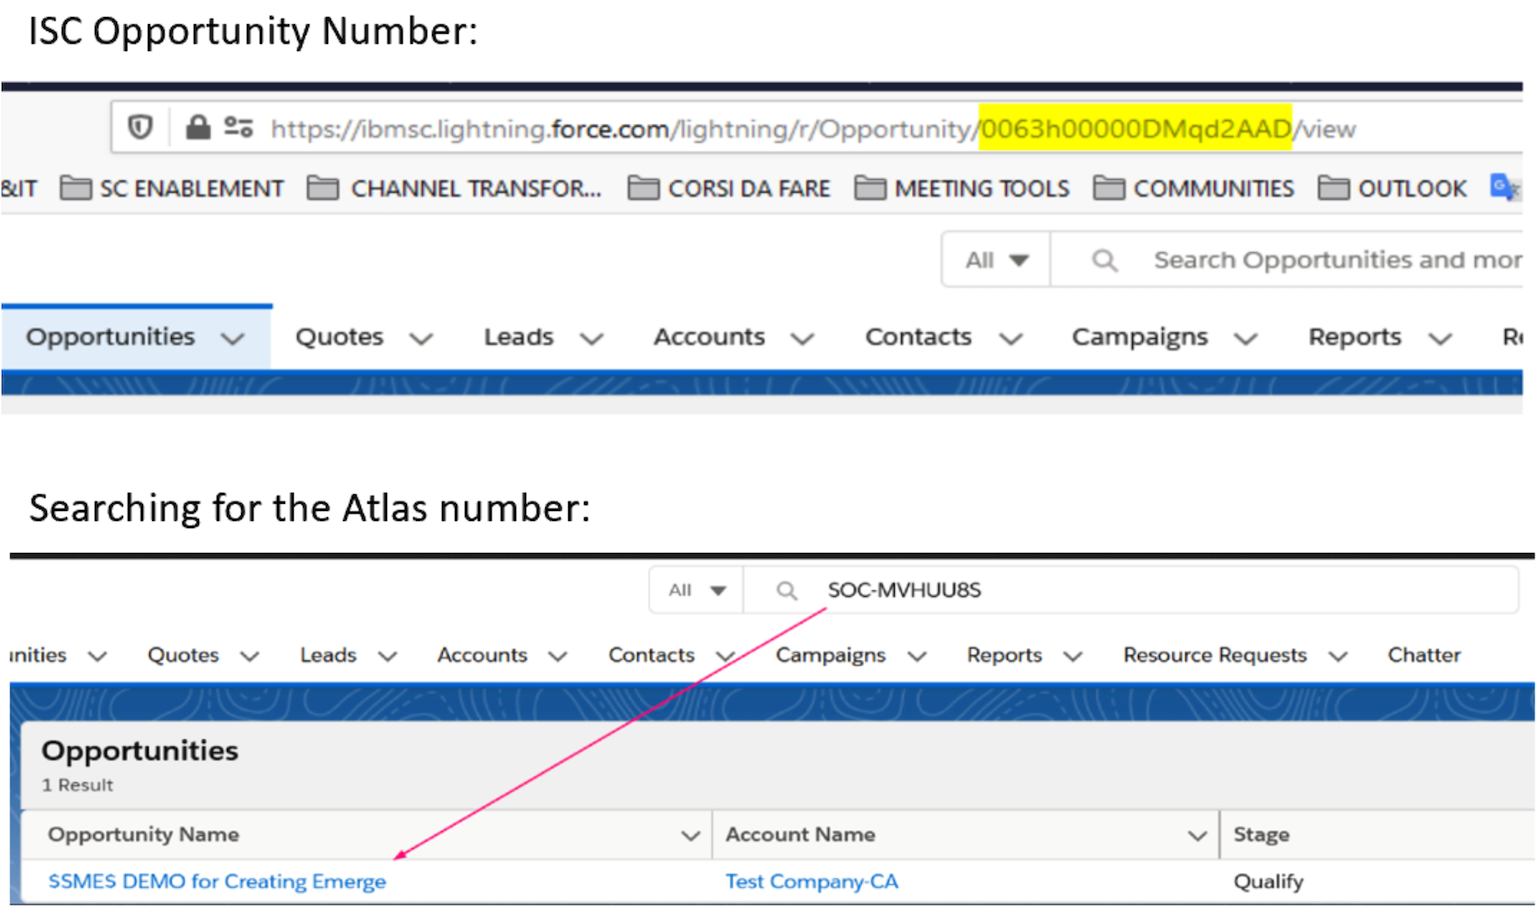 ISC Opportunity Number:
https://ibmsc.lightning.force.com/lightning/r/Opportunity/0063h00000DMqd2AAD/view
&IT SC ENABLEMENT CHANNEL TRANSFOR... CORSI DA FARE MEETING TOOLS COMMUNITIES OUTLOOK
All Search Opportunities and mor
Opportunities Quotes Leads Accounts Contacts Campaigns Reports
Searching for the Atlas number:
All SOC-MVHUU8S
unities Quotes Leads Accounts Contacts Campaigns Reports Resource Requests Chatter
Opportunities
1 Result
Opportunity Name Account Name Stage
$SMES DEMO for Creating Emerge Test Company-CA Qualify